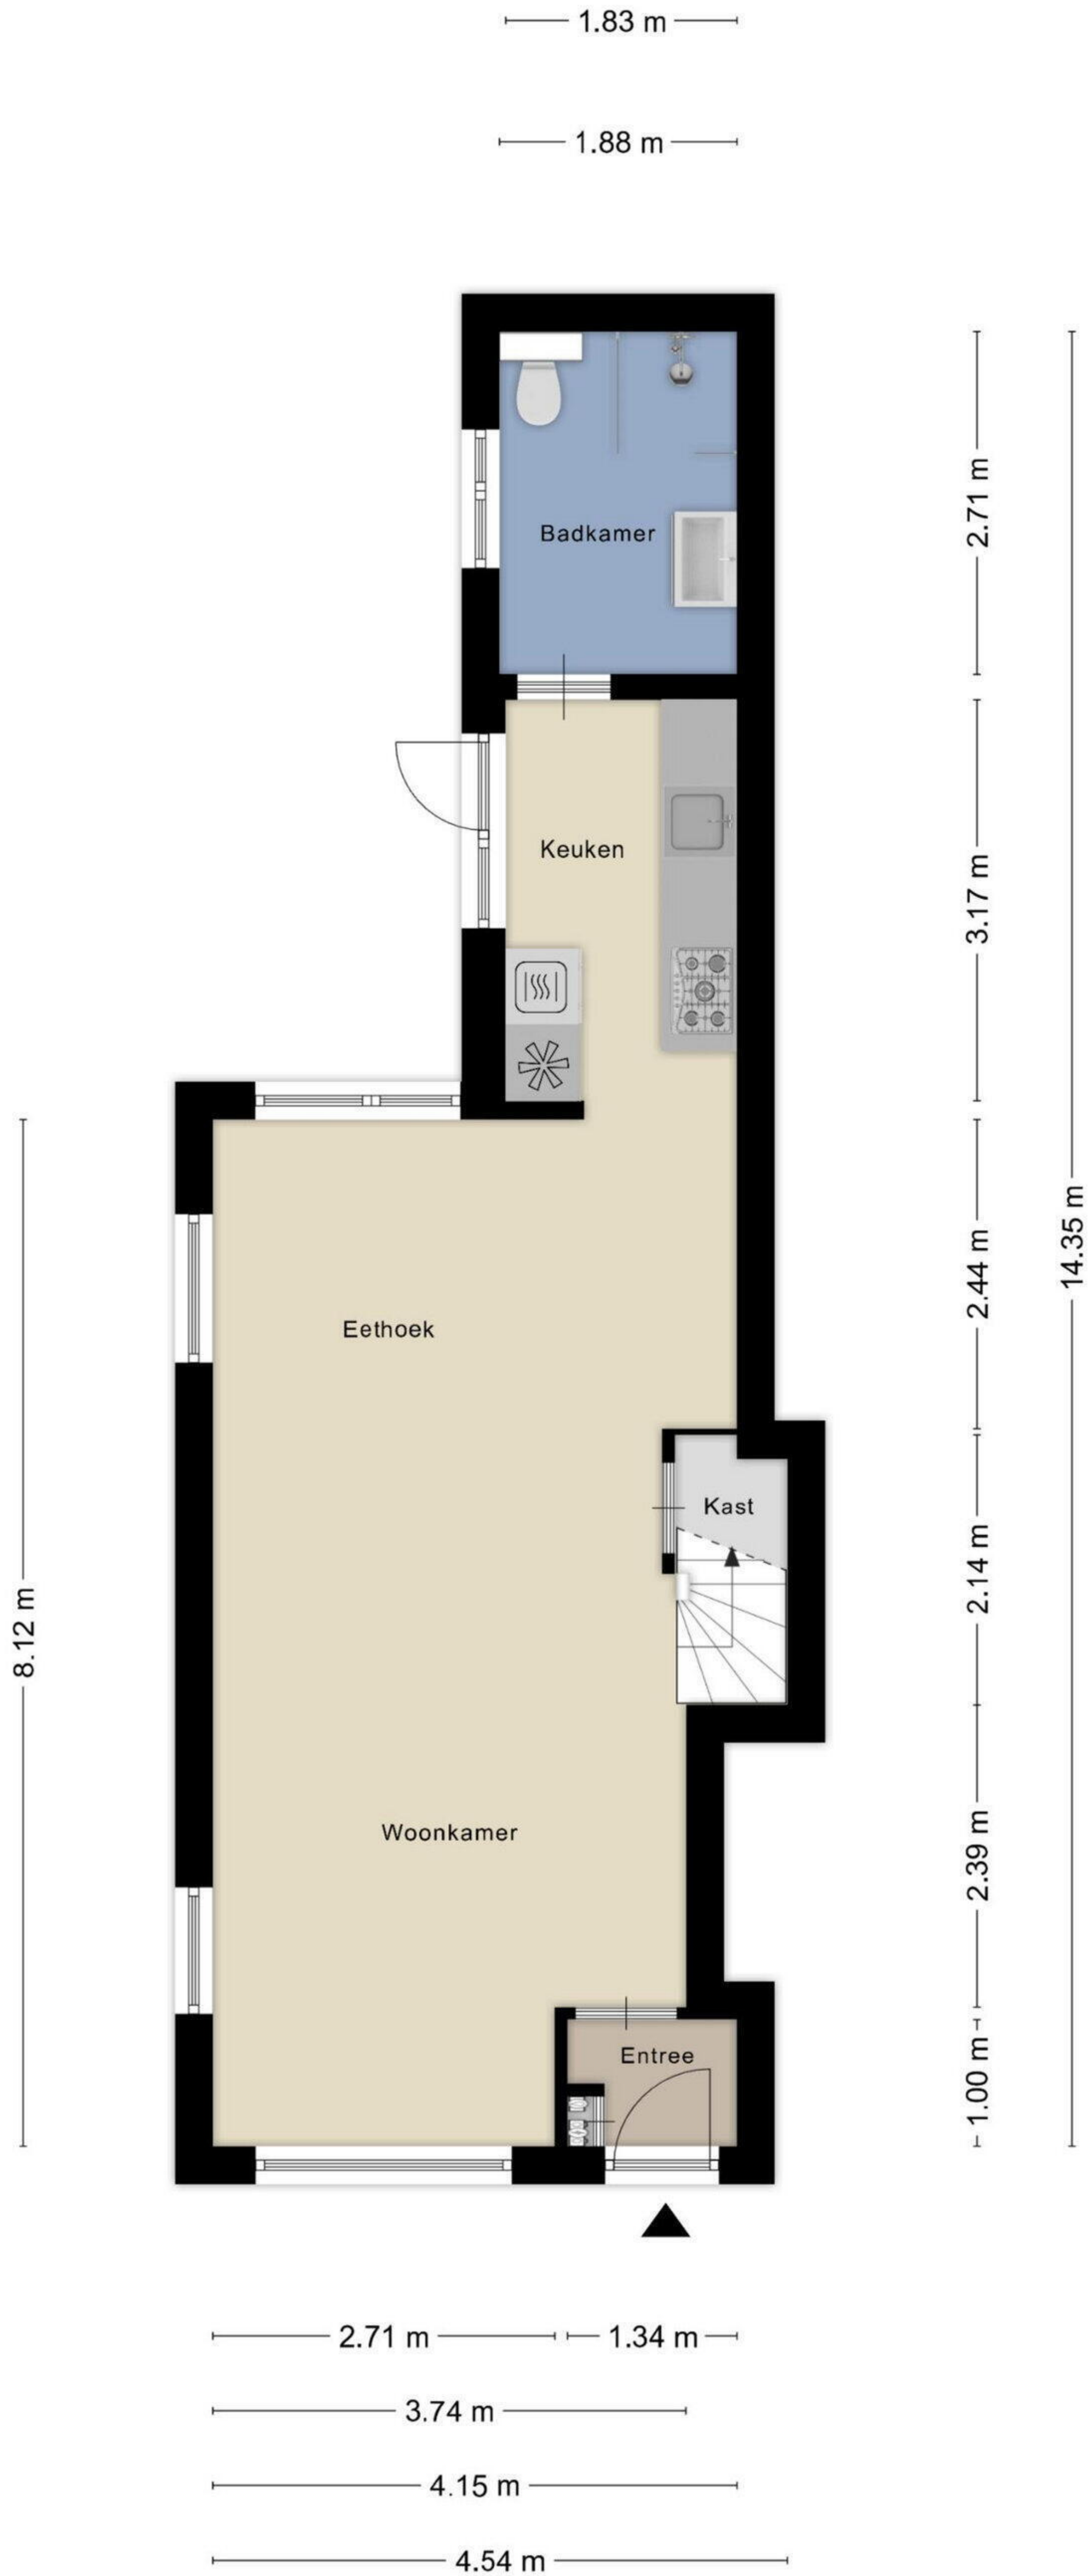 1.83 m
1.88 m
2.71 m
Badkamer
3.17 m
Keuken
14.35 m
2.44 m
Eethoek
Kast
2.14 m
8.12 m
Woonkamer
2.39 m
Entree
1.00 m
2.71 m
1.34 m
3.74 m
4.15 m
4.54 m